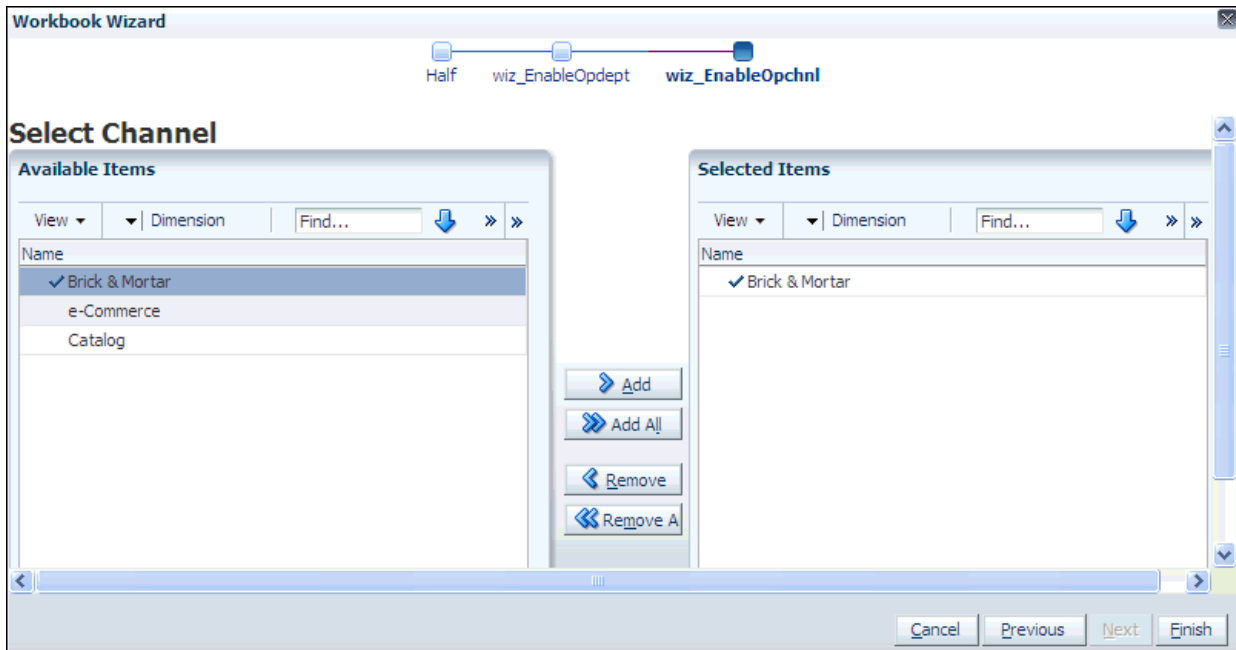 Workbook Wizard
Half wiz_EnableOpdept wiz_EnableOpchnl
Select Channel
Available Items
View Dimension Find...
Name
Brick & Mortar
e-Commerce
Catalog
Add
Add All
Remove
Remove A
Selected Items
View Dimension Find...
Name
Brick & Mortar
Cancel Previous Next Finish